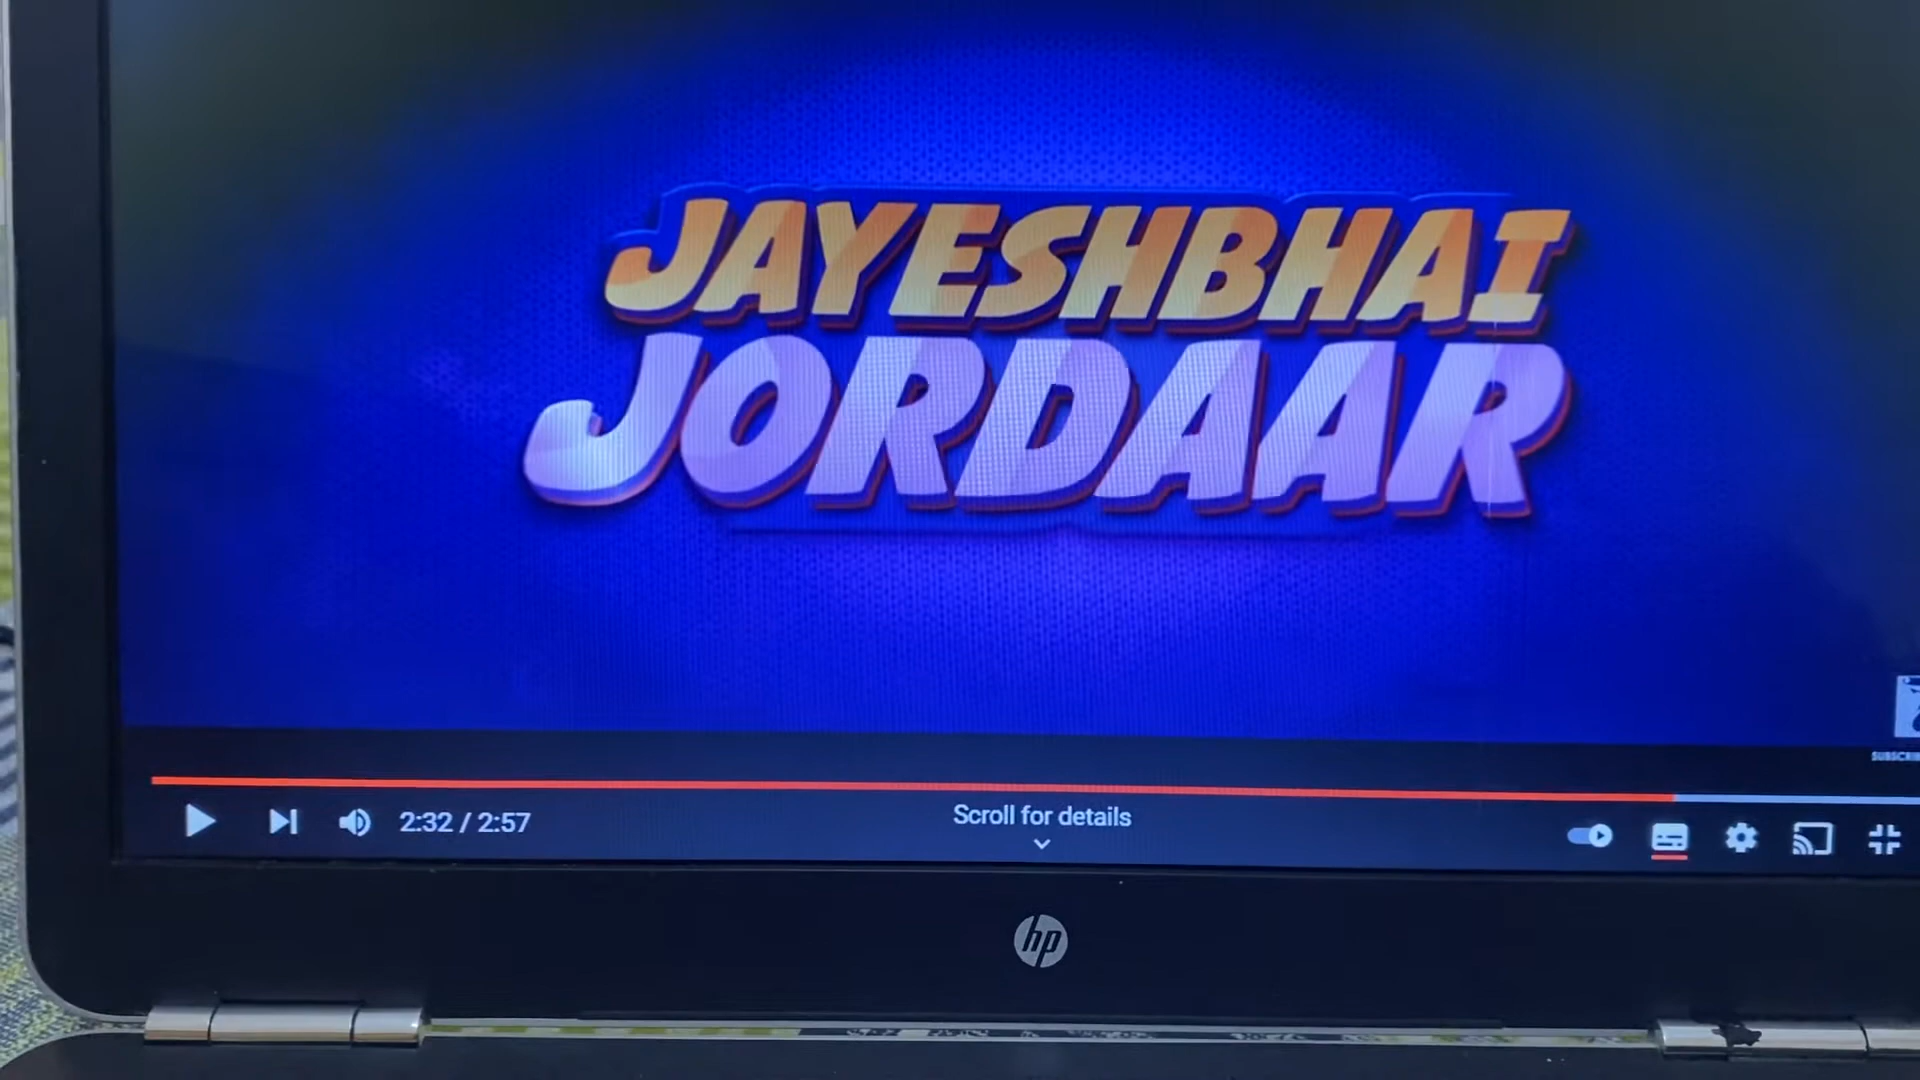 JAYESHBHAI
JORDAAR
2:32 / 2:57
Scroll for details
hp